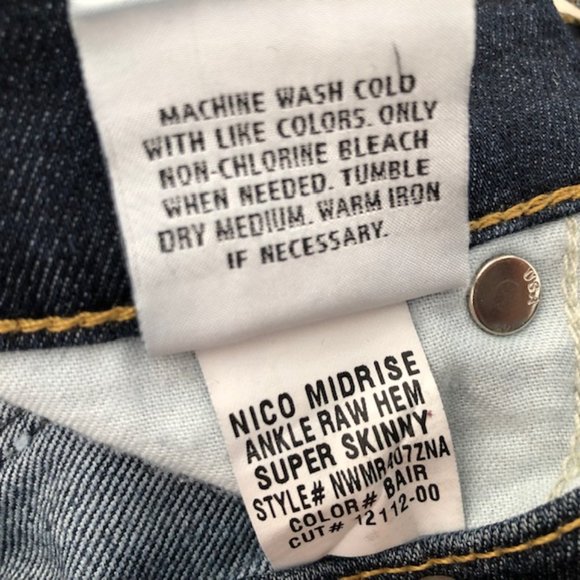 MACHINE WASH COLD
WITH LIKE COLORS. ONLY
NON-CHLORINE BLEACH
WHEN NEEDED. TUMBLE
DRY MEDIUM. WARM IRON
IF NECESSARY.
USA
NICO MIDRISE
ANKLE RAW HEM
SUPER SKINNY
STYLE# NWMR407ZNA
COLOR# BAIR
CUT# 12112-00